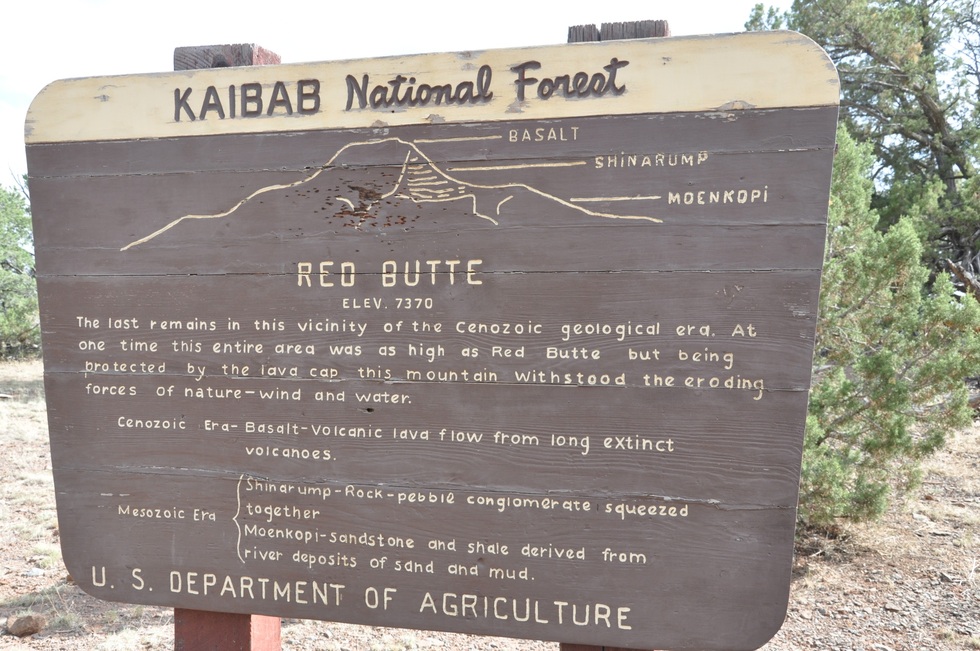 KAIBAB National Forest
BASALT
SHINARUMP
MOENKOPI
RED BUTTE
ELEV. 7370
The last remains in this vicinity of the Cenozoic geological era. At
one time this entire area was as high as Red Butte but being
protected by the lava cap this mountain withstood the eroding
forces of nature-wind and water.
Cenozoic Era-Basalt-Volcanic lava flow from long extinct
volcanoes.
Shinarump-Rock-pebble conglomerate squeezed
together
Mesozoic Era
Moenkopi-sandstone and shale derived from
river deposits of sand and mud.
U. S. DEPARTMENT OF AGRICULTURE